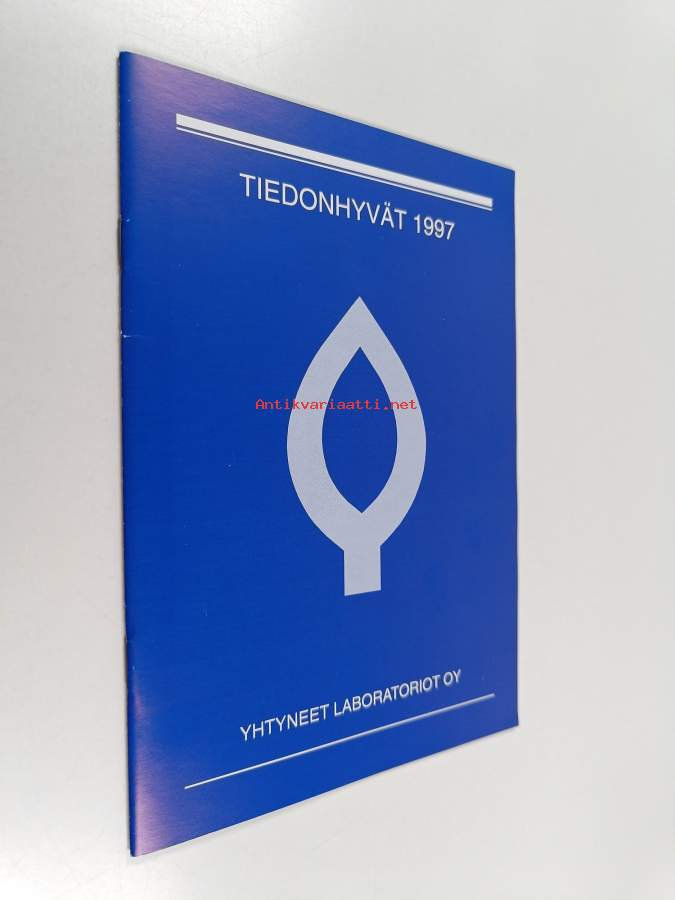 TIEDONHYVÄT 1997
Antikvariaatti.net
YHTYNEET LABORATORIOT OY